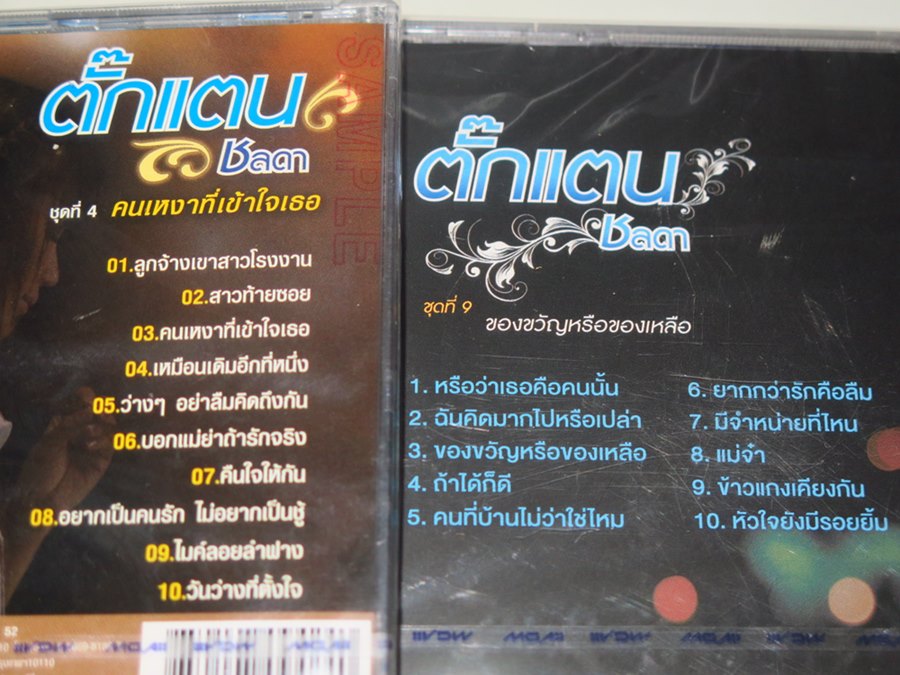 ตั๊กแตน
ชลดา
ชุดที่ 4 คนเหงาที่เข้าใจเธอ
01.ลูกจ้างเขาสาวโรงงาน
02.สาวท้ายซอย
03.คนเหงาที่เข้าใจเธอ
04.เหมือนเดิมอีกที่หนึ่ง
05.ว่างๆ อย่าลืมคิดถึงกัน
06.บอกแม่ย่าถ้ารักจริง
07.คืนใจให้กัน
08.อยากเป็นคนรัก ไม่อยากเป็นชู้
09.ไมค์ลอยลำฟาง
10.วันว่างที่ตั้งใจ
SAMPLE
52
ตั๊กแตน
ชลดา
ชุดที่ 9
ของขวัญหรือของเหลือ
1. หรือว่าเธอคือคนนั้น
2. ฉันคิดมากไปหรือเปล่า
3. ของขวัญหรือของเหลือ
4. ถ้าได้ก็ดี
5. คนที่บ้านไม่ว่าใช่ไหม
6. ยากกว่ารักคือลืม
7. มีจำหน่ายที่ไหน
8. แม่จ๋า
9. ข้าวแกงเคียงกัน
10. หัวใจยังมีรอยยิ้ม